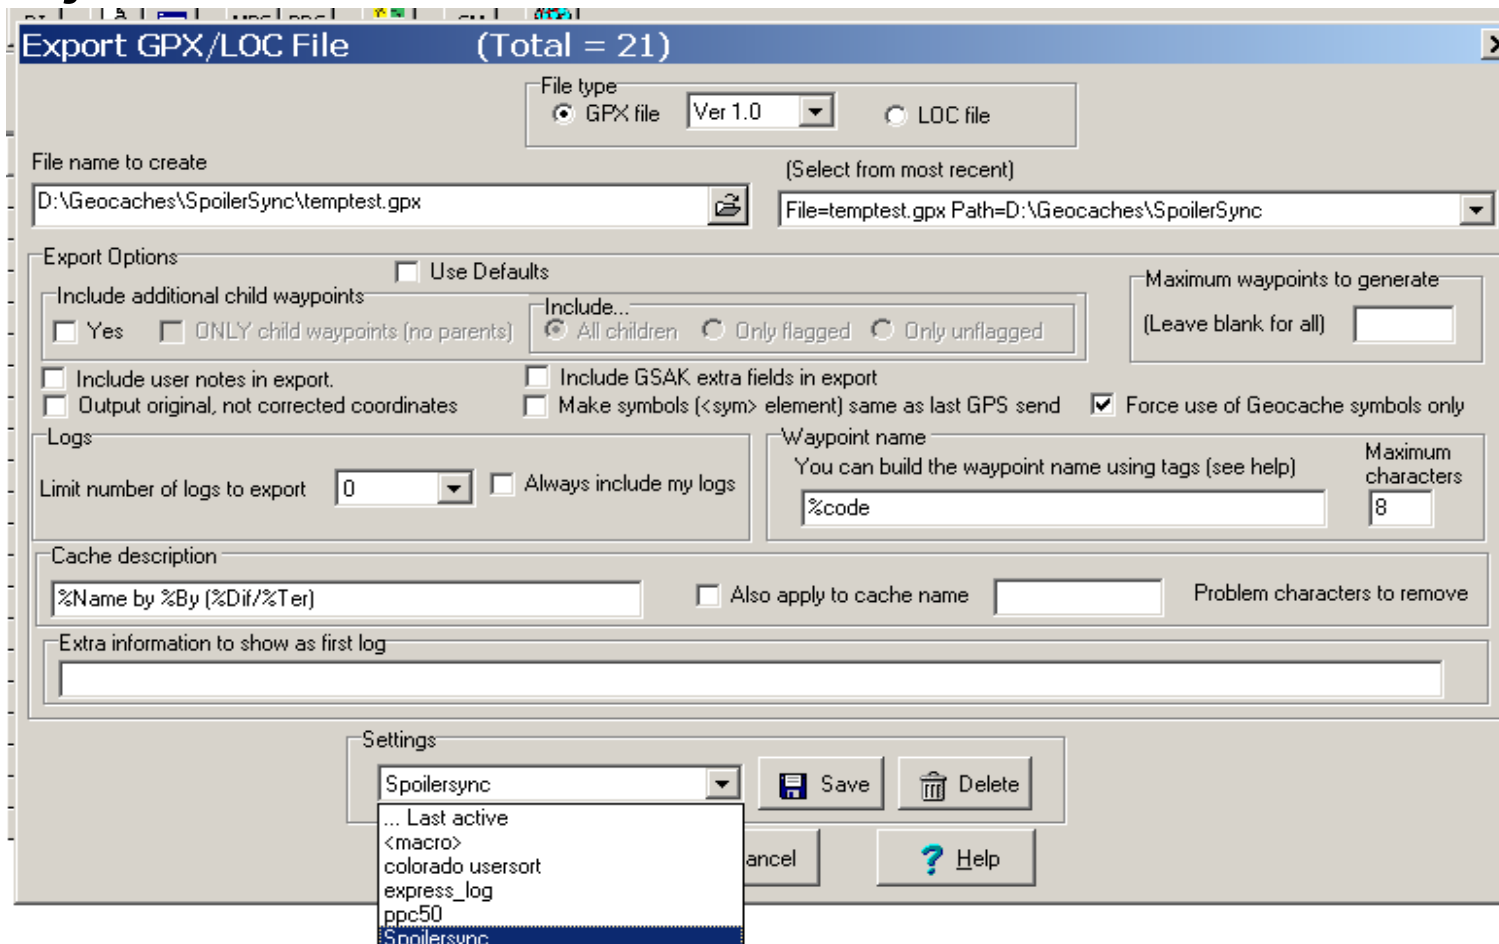 Export GPX/LOC File (Total = 21)
File type
GPX file Ver 1.0 LOC file
File name to create
(Select from most recent)
D:\Geocaches\SpoilerSync\temptest.gpx
File=temptest.gpx Path=D:\Geocaches\SpoilerSync
Export Options
Use Defaults
Include additional child waypoints
Include...
Maximum waypoints to generate
Yes ONLY child waypoints (no parents) All children Only flagged Only unflagged
(Leave blank for all)
Include user notes in export. Include GSAK extra fields in export
Output original, not corrected coordinates Make symbols (<sym> element) same as last GPS send Force use of Geocache symbols only
Logs
Waypoint name
You can build the waypoint name using tags (see help)
Maximum
characters
Limit number of logs to export 0 Always include my logs
%code 8
Cache description
%Name by %By (%Dif/%Ter) Also apply to cache name Problem characters to remove
Extra information to show as first log
Settings
Spoilersync Save Delete
... Last active
<macro>
colorado usersort
express_log
ppc50
Spoilersync
ancel Help